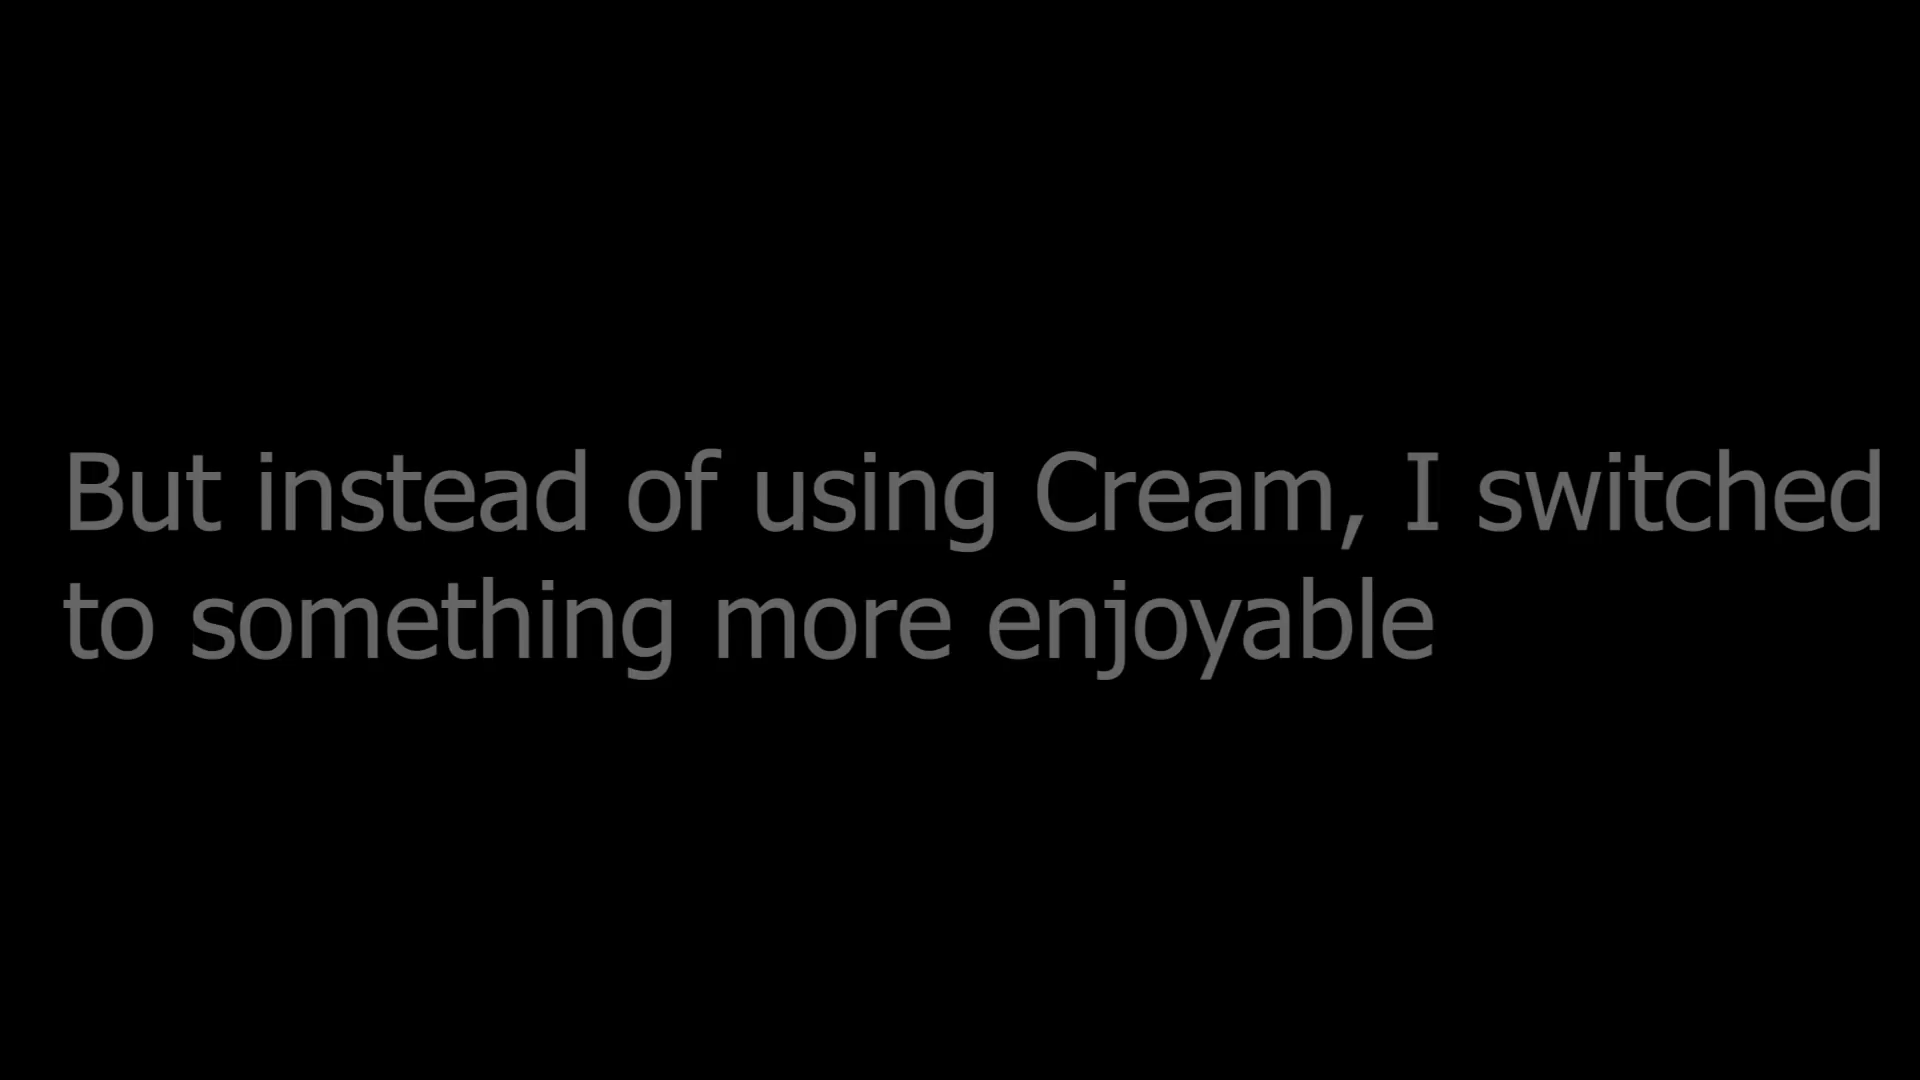 But instead of using Cream, I switched
to something more enjoyable